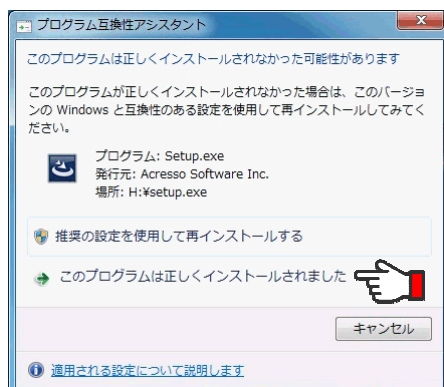 プログラム互換性アシスタント
このプログラムは正しくインストールされなかった可能性があります
このプログラムが正しくインストールされなかった場合は、このバージョ
ンの Windows と互換性のある設定を使用して再インストールしてみてく
ださい。
プログラム: Setup.exe
発行元: Acresso Software Inc.
場所: H:¥setup.exe
推奨の設定を使用して再インストールする
このプログラムは正しくインストールされました
キャンセル
適用される設定について説明します